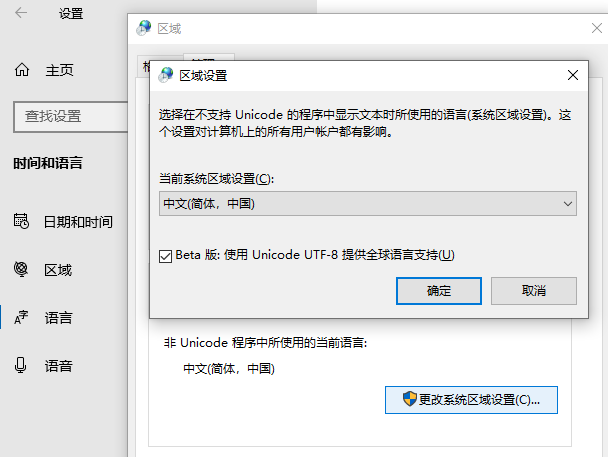 设置
主页
查找设置
时间和语言
日期和时间
区域
语言
语音
区域
区域设置
选择在不支持 Unicode 的程序中显示文本时所使用的语言(系统区域设置)。这
个设置对计算机上的所有用户帐户都有影响。
当前系统区域设置(C):
中文(简体，中国)
Beta 版: 使用 Unicode UTF-8 提供全球语言支持(U)
确定
取消
非 Unicode 程序中所使用的当前语言:
中文(简体，中国)
更改系统区域设置(C)...